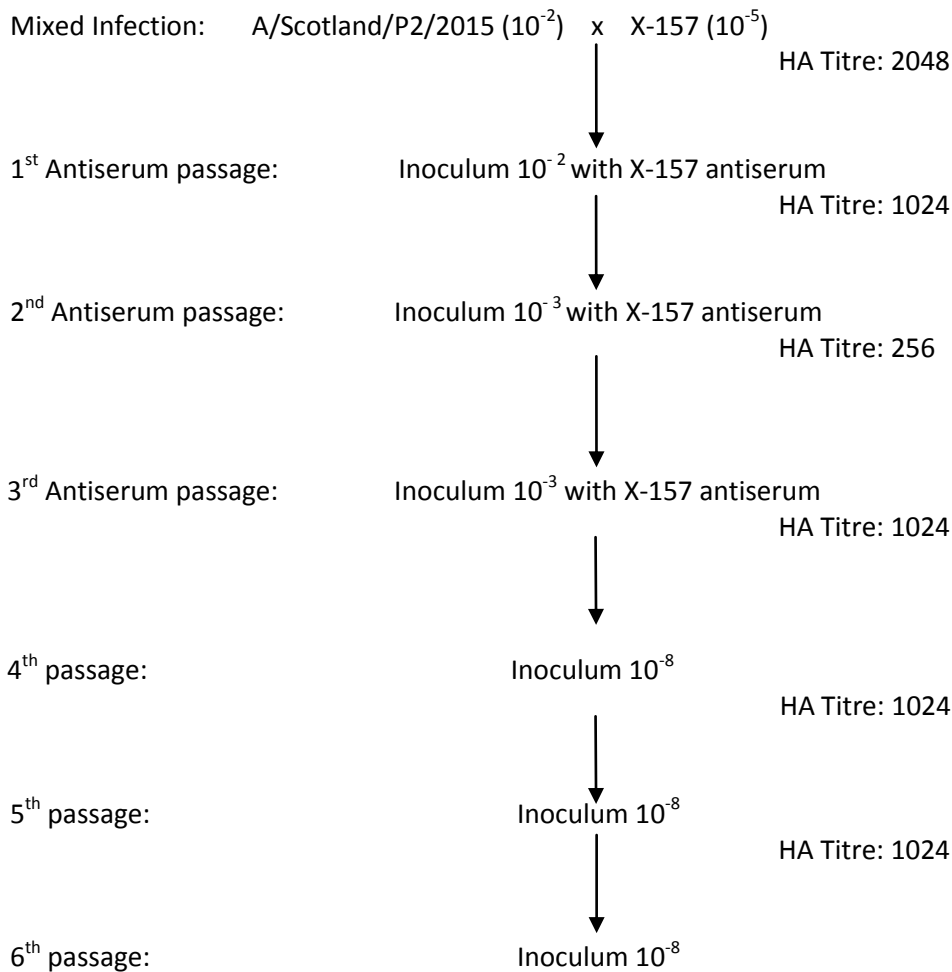 Mixed Infection: A/Scotland/P2/2015 (10⁻²) x X-157 (10⁻⁵)
HA Titre: 2048
1ˢᵗ Antiserum passage: Inoculum 10⁻² with X-157 antiserum
HA Titre: 1024
2ⁿᵈ Antiserum passage: Inoculum 10⁻³ with X-157 antiserum
HA Titre: 256
3ʳᵈ Antiserum passage: Inoculum 10⁻³ with X-157 antiserum
HA Titre: 1024
4ᵗʰ passage: Inoculum 10⁻⁸
HA Titre: 1024
5ᵗʰ passage: Inoculum 10⁻⁸
HA Titre: 1024
6ᵗʰ passage: Inoculum 10⁻⁸